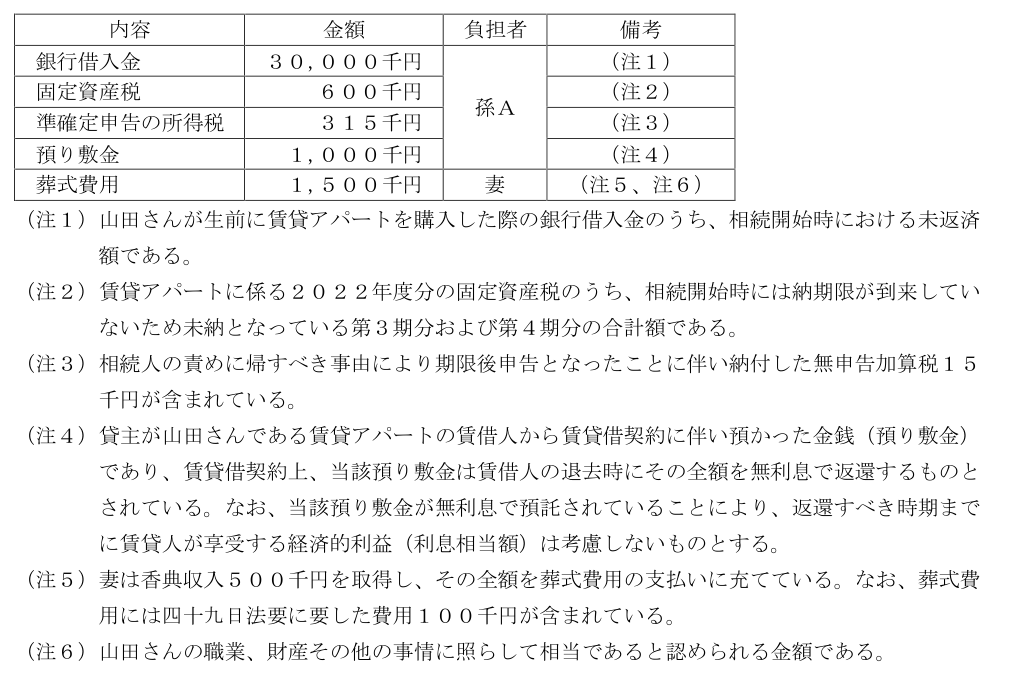 内容 金額 負担者 備考
銀行借入金 ３０,０００千円 (注１)
固定資産税 ６００千円 (注２)
孫Ａ
準確定申告の所得税 ３１５千円 (注３)
預り敷金 １,０００千円 (注４)
葬式費用 １,５００千円 妻 (注５、注６)
(注１) 山田さんが生前に賃貸アパートを購入した際の銀行借入金のうち、相続開始時における未返済
額である。
(注２) 賃貸アパートに係る２０２２年度分の固定資産税のうち、相続開始時には納期限が到来してい
ないため未納となっている第３期分および第４期分の合計額である。
(注３) 相続人の責めに帰すべき事由により期限後申告となったことに伴い納付した無申告加算税１５
千円が含まれている。
(注４) 貸主が山田さんである賃貸アパートの賃借人から賃貸借契約に伴い預かった金銭（預り敷金）
であり、賃貸借契約上、当該預り敷金は賃借人の退去時にその全額を無利息で返還するものと
されている。なお、当該預り敷金が無利息で預託されていることにより、返還すべき時期まで
に賃貸人が享受する経済的利益（利息相当額）は考慮しないものとする。
(注５) 妻は香典収入５００千円を取得し、その全額を葬式費用の支払いに充てている。なお、葬式費
用には四十九日法要に要した費用１００千円が含まれている。
(注６) 山田さんの職業、財産その他の事情に照らして相当であると認められる金額である。